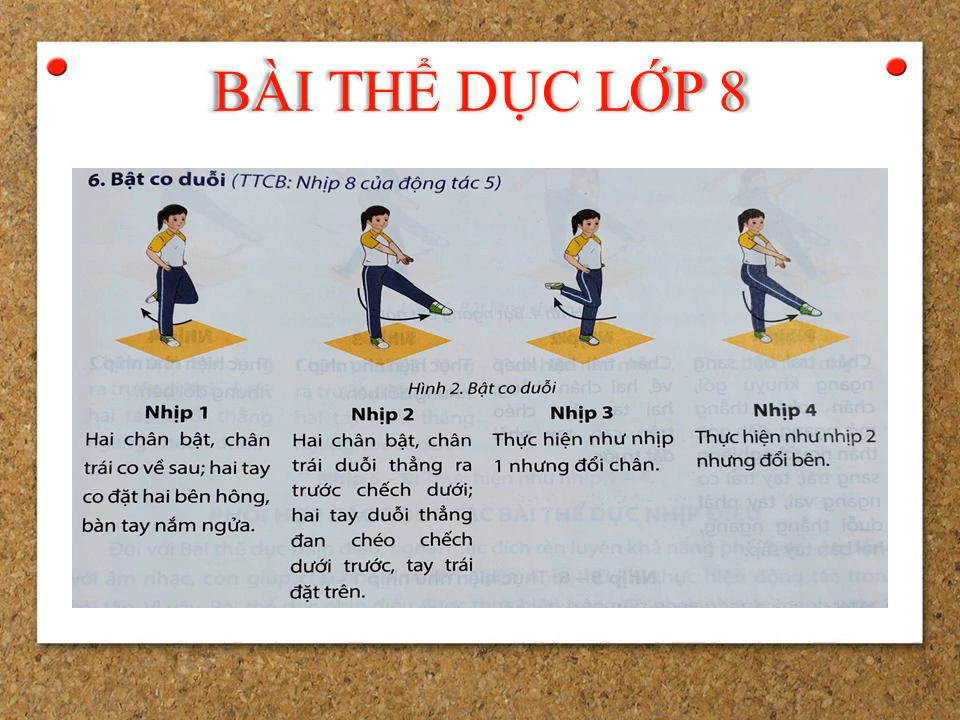 BÀI THỂ DỤC LỚP 8
6. Bật co duỗi (TTCB: Nhịp 8 của động tác 5)
Hình 2. Bật co duỗi
Nhịp 1
Hai chân bật, chân
trái co về sau; hai tay
co đặt hai bên hông,
bàn tay nắm ngửa.
Nhịp 2
Hai chân bật, chân
trái duỗi thẳng ra
trước chếch dưới;
hai tay duỗi thẳng
đan chéo chếch
dưới trước, tay trái
đặt trên.
Nhịp 3
Thực hiện như nhịp
1 nhưng đổi chân.
Nhịp 4
Thực hiện như nhịp 2
nhưng đổi bên.